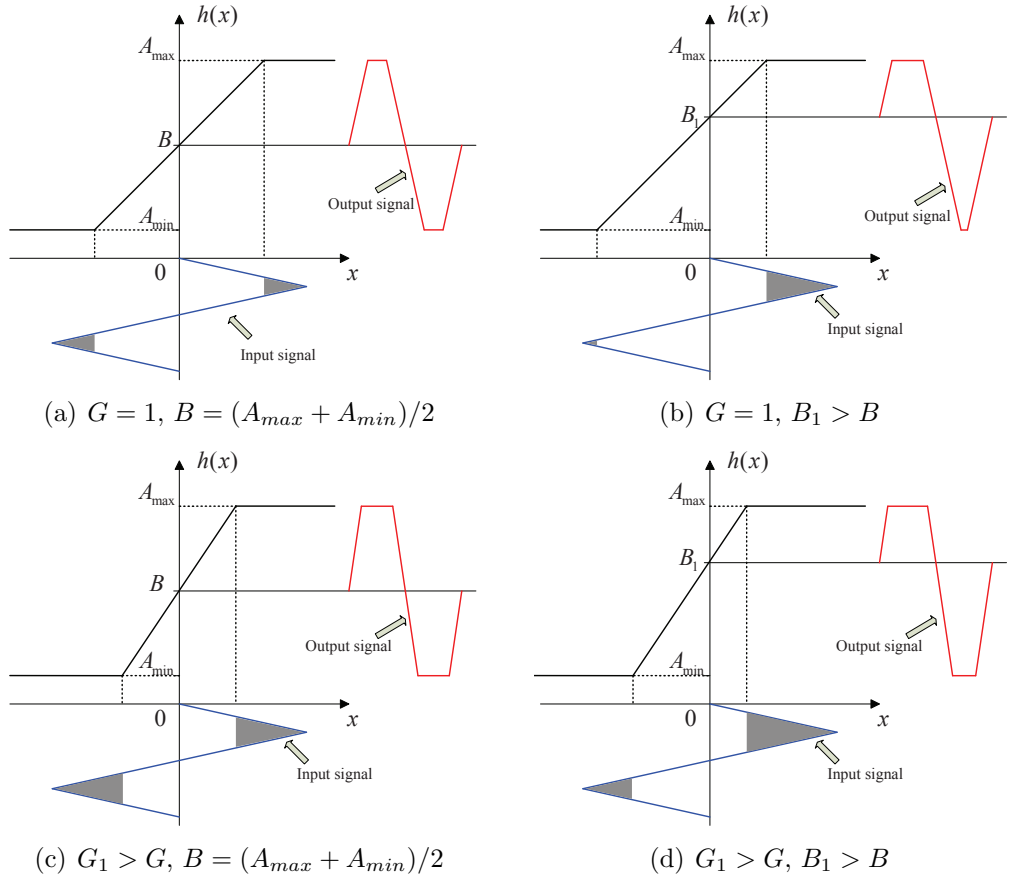 h(x)
A_max
B
A_min
0
x
Output signal
Input signal
(a) G = 1, B = (A_max + A_min)/2
h(x)
A_max
B_1
A_min
0
x
Output signal
Input signal
(b) G = 1, B_1 > B
h(x)
A_max
B
A_min
0
x
Output signal
Input signal
(c) G_1 > G, B = (A_max + A_min)/2
h(x)
A_max
B_1
A_min
0
x
Output signal
Input signal
(d) G_1 > G, B_1 > B